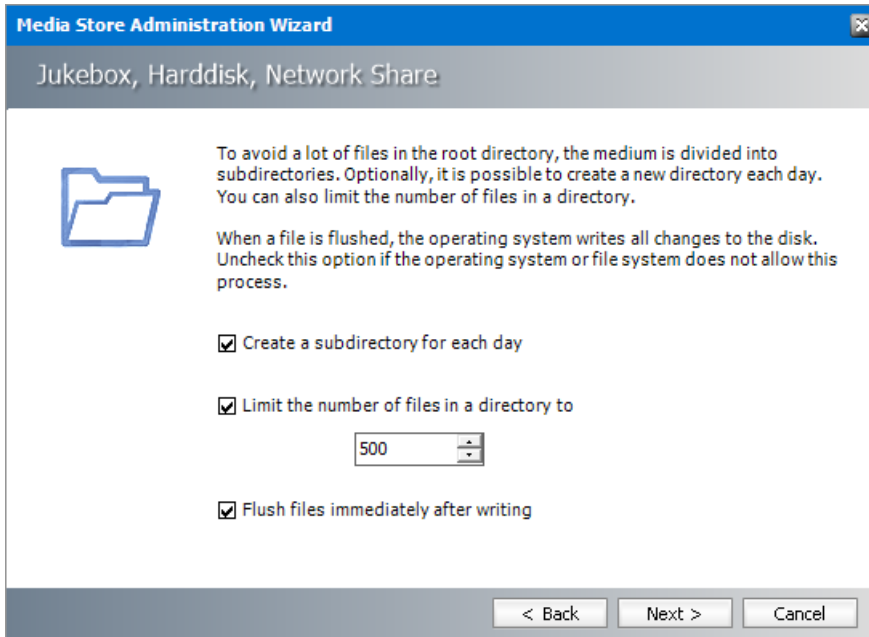 Media Store Administration Wizard
Jukebox, Harddisk, Network Share
To avoid a lot of files in the root directory, the medium is divided into
subdirectories. Optionally, it is possible to create a new directory each day.
You can also limit the number of files in a directory.
When a file is flushed, the operating system writes all changes to the disk.
Uncheck this option if the operating system or file system does not allow this
process.
Create a subdirectory for each day
Limit the number of files in a directory to
500
Flush files immediately after writing
< Back Next > Cancel